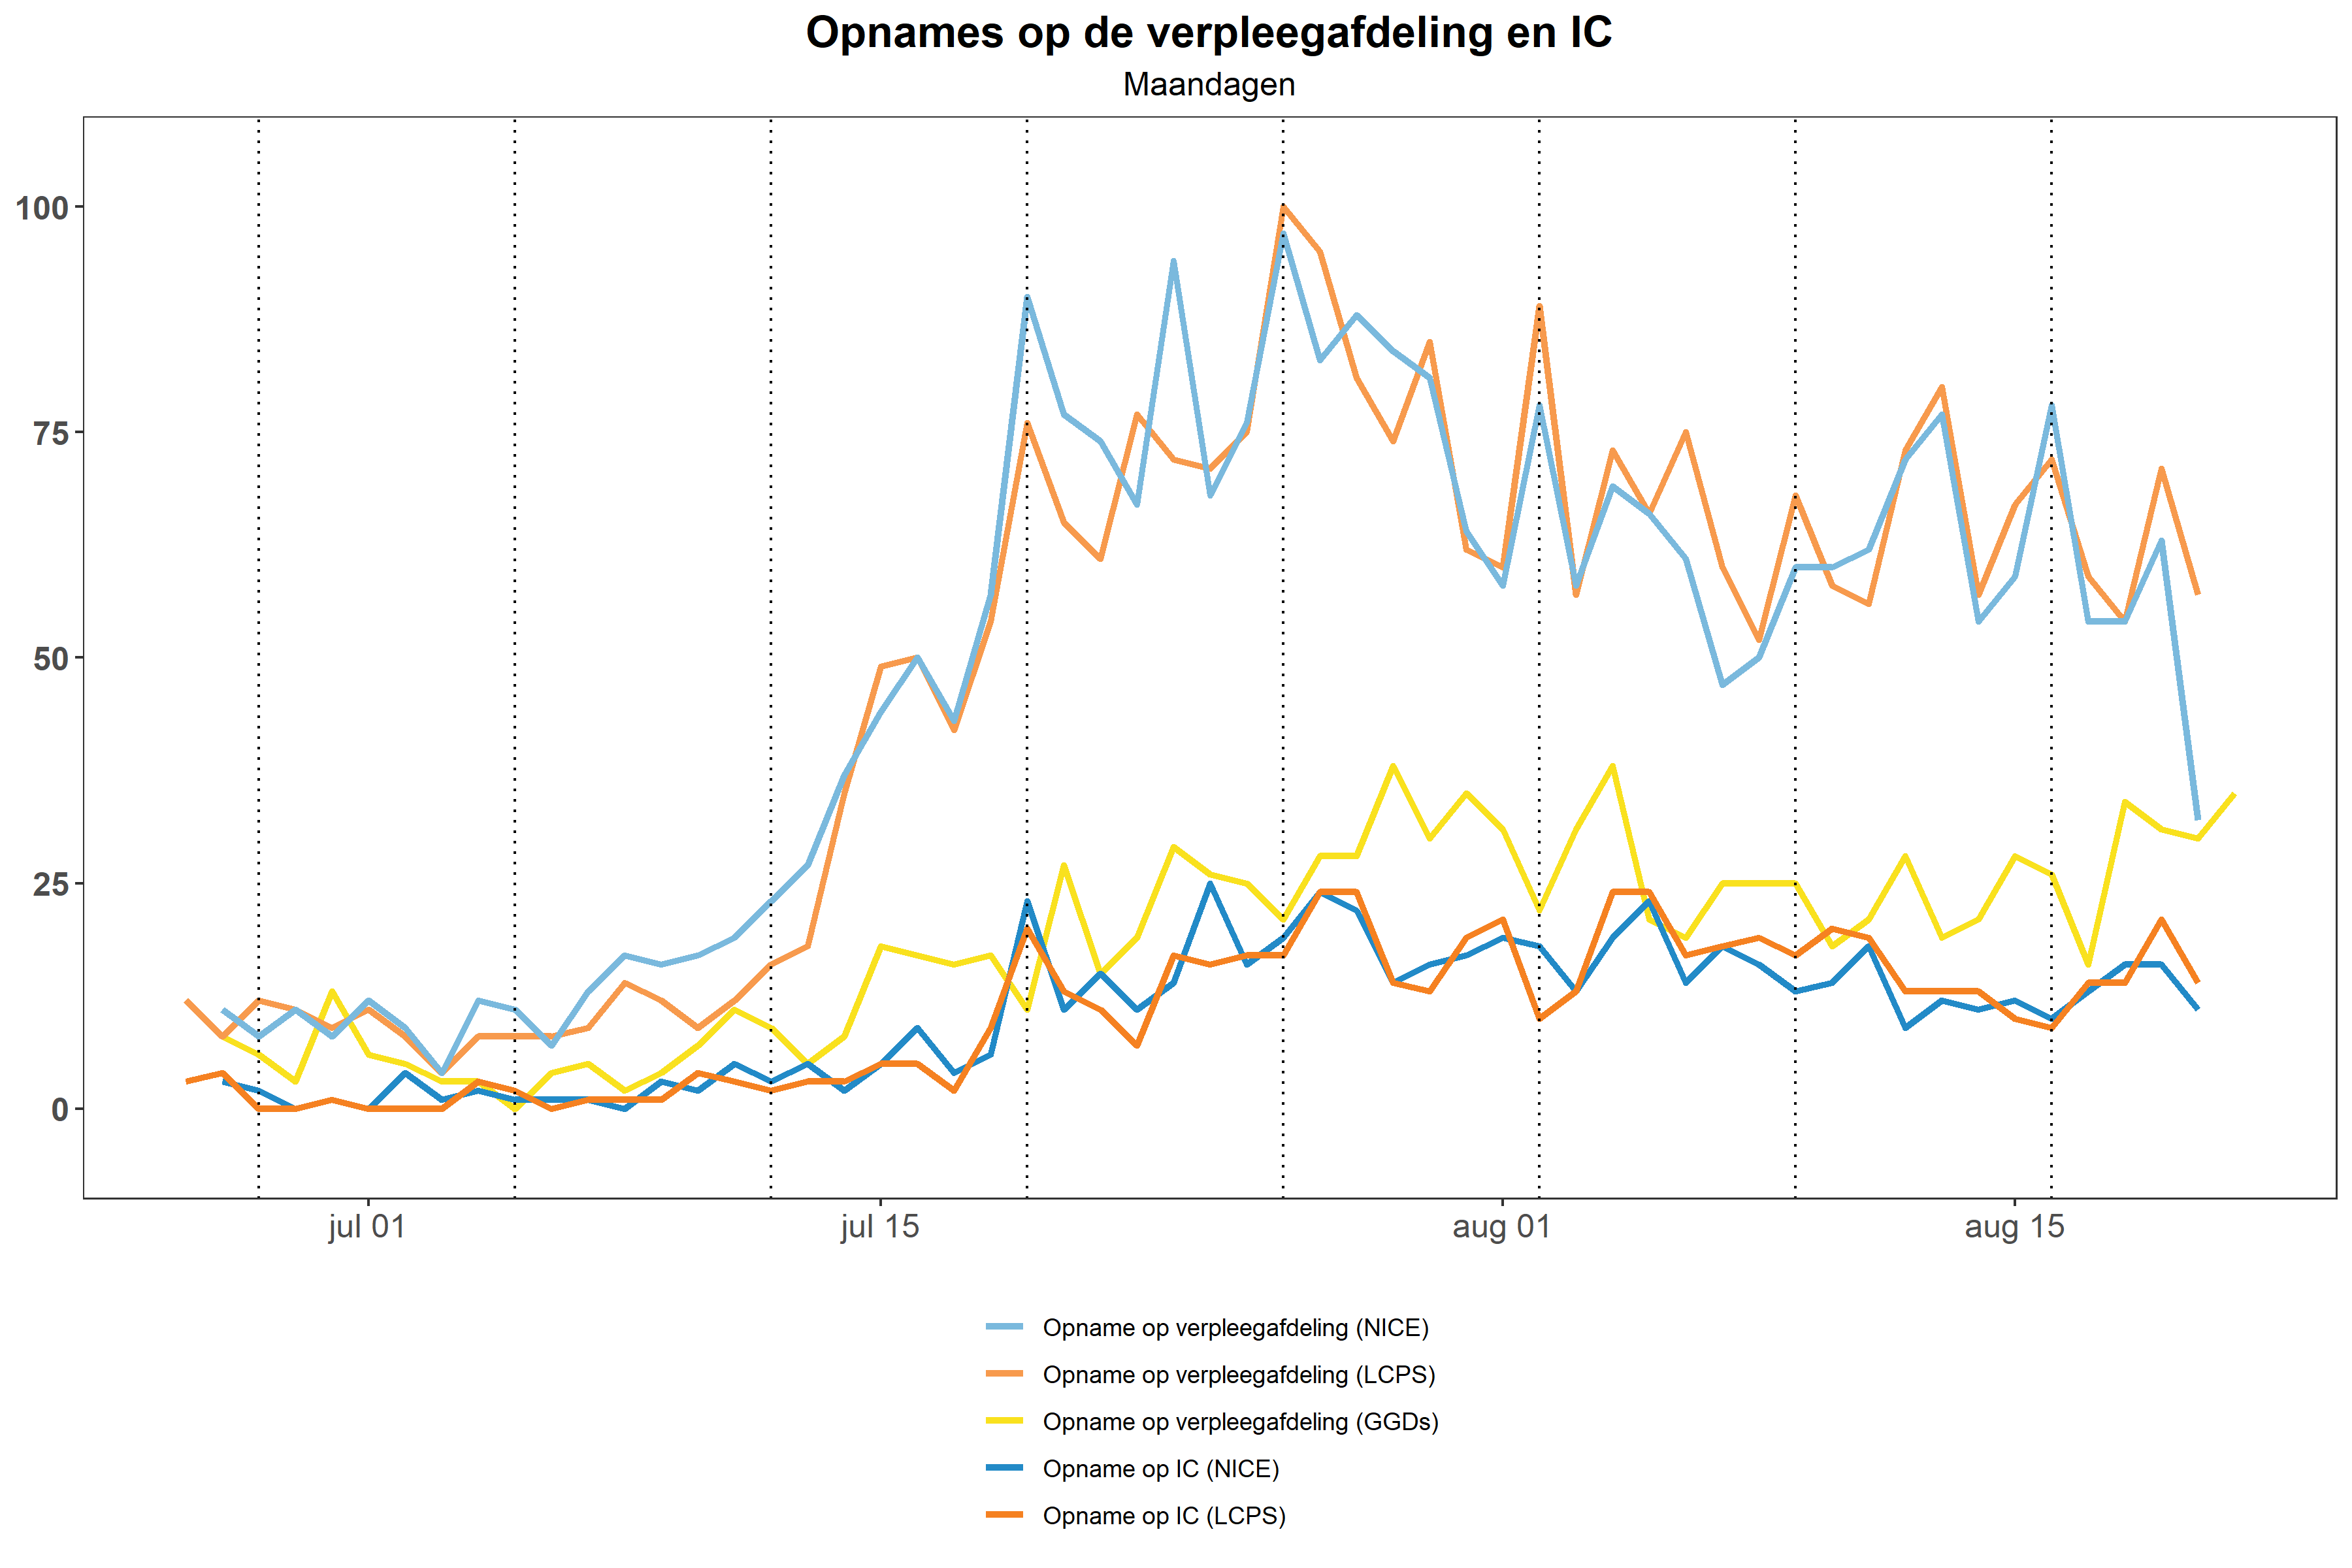 Opnames op de verpleegafdeling en IC
Maandagen
100
75
50
25
0
jul 01
jul 15
aug 01
aug 15
Opname op verpleegafdeling (NICE)
Opname op verpleegafdeling (LCPS)
Opname op verpleegafdeling (GGDs)
Opname op IC (NICE)
Opname op IC (LCPS)